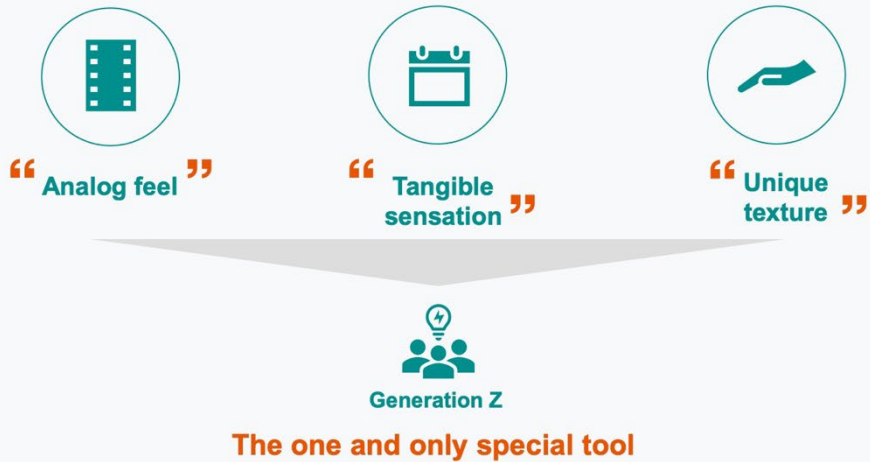 “ Analog feel ”
“ Tangible
sensation ”
“ Unique
texture ”
Generation Z
The one and only special tool